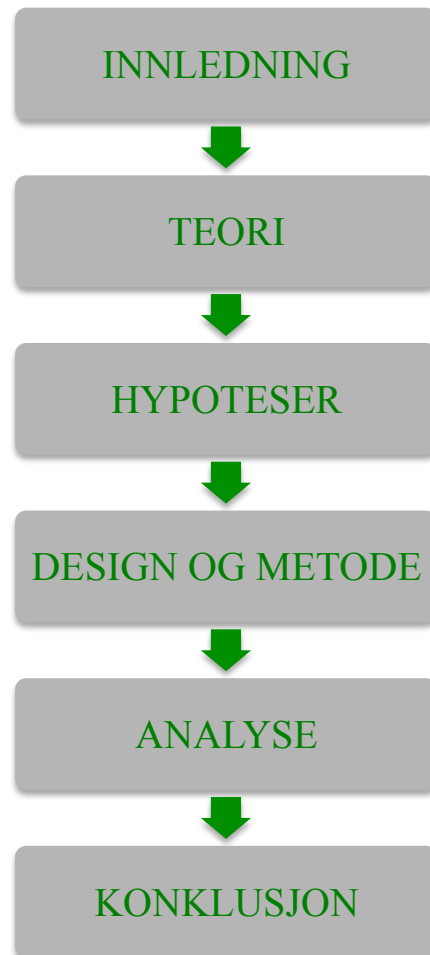 INNLEDNING
TEORI
HYPOTESER
DESIGN OG METODE
ANALYSE
KONKLUSJON